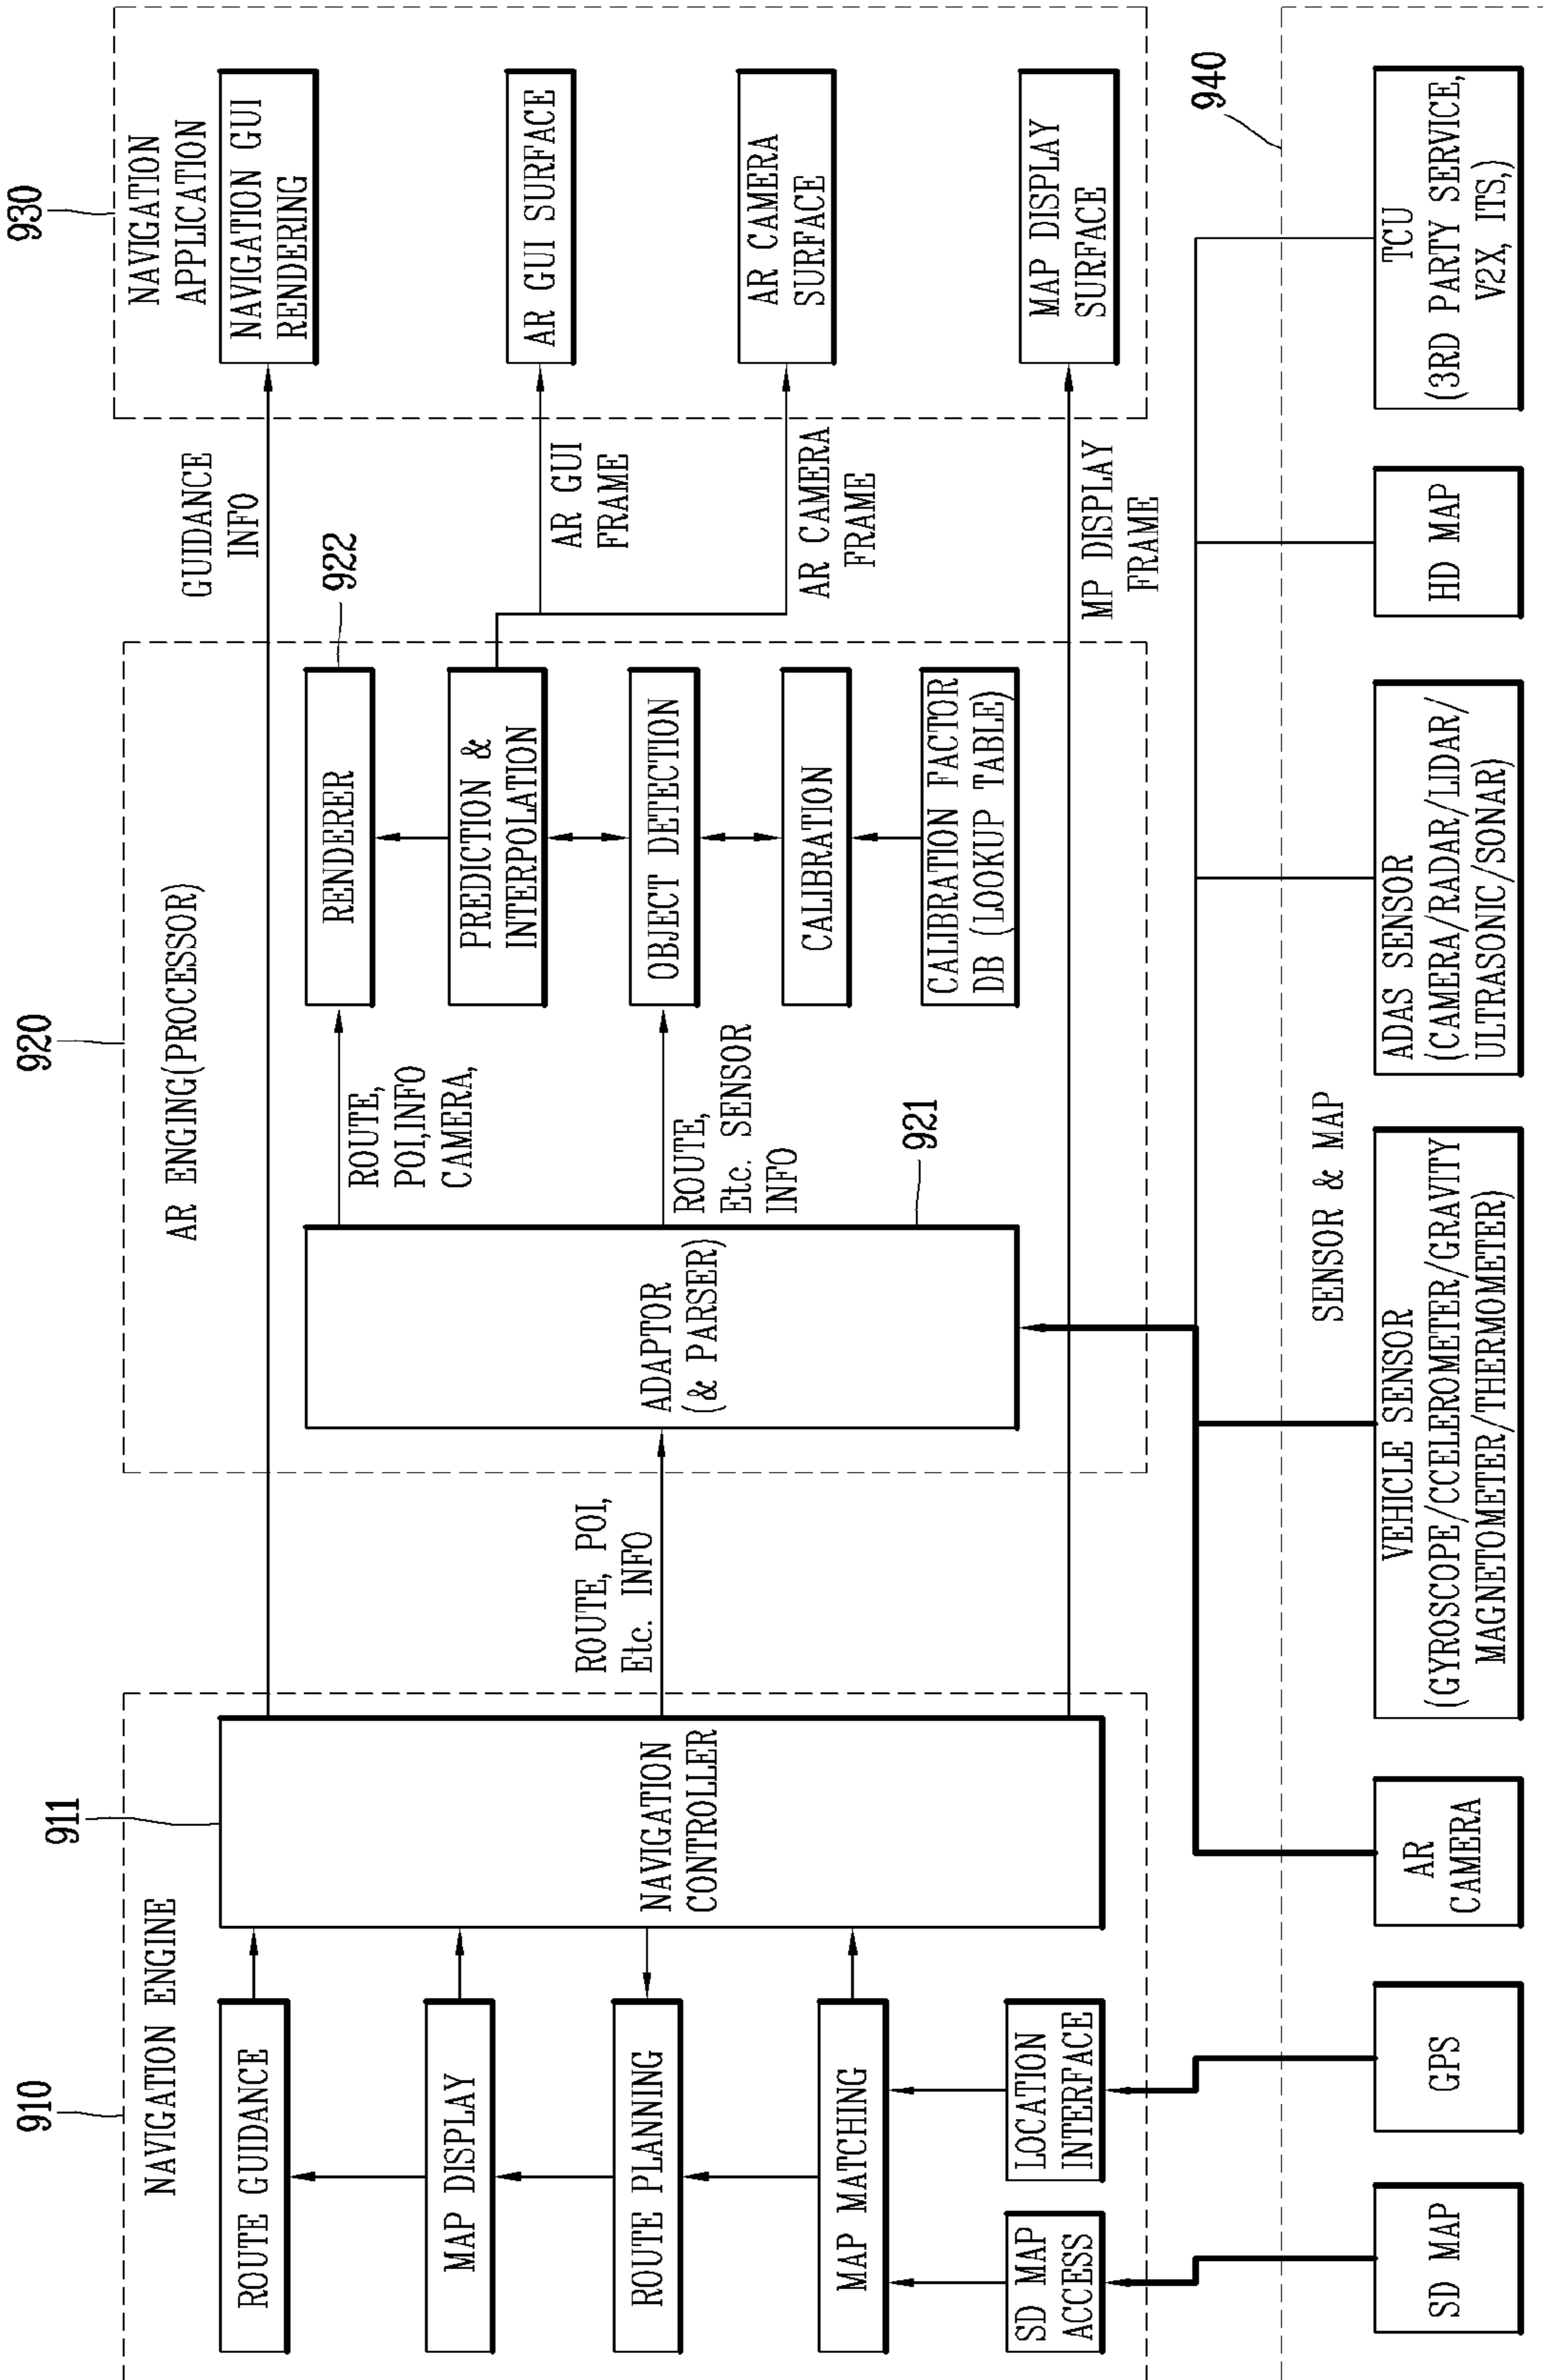 910
NAVIGATION ENGINE
911
ROUTE GUIDANCE
MAP DISPLAY
ROUTE PLANNING
MAP MATCHING
SD MAP
ACCESS
LOCATION
INTERFACE
NAVIGATION
CONTROLLER
ROUTE, POI,
Etc. INFO
920
AR ENGING(PROCESSOR)
ADAPTOR
(& PARSER)
921
ROUTE,
POI,INFO
CAMERA,
ROUTE,
Etc. SENSOR
INFO
RENDERER
922
PREDICTION &
INTERPOLATION
OBJECT DETECTION
CALIBRATION
CALIBRATION FACTOR
DB (LOOKUP TABLE)
GUIDANCE
INFO
AR GUI
FRAME
AR CAMERA
FRAME
MP DISPLAY
FRAME
930
NAVIGATION
APPLICATION
NAVIGATION GUI
RENDERING
AR GUI SURFACE
AR CAMERA
SURFACE
MAP DISPLAY
SURFACE
940
SENSOR & MAP
SD MAP
GPS
AR
CAMERA
VEHICLE SENSOR
(GYROSCOPE/CCELEROMETER/GRAVITY
MAGNETOMETER/THERMOMETER)
ADAS SENSOR
(CAMERA/RADAR/LIDAR/
ULTRASONIC/SONAR)
HD MAP
TCU
(3RD PARTY SERVICE,
V2X, ITS,)